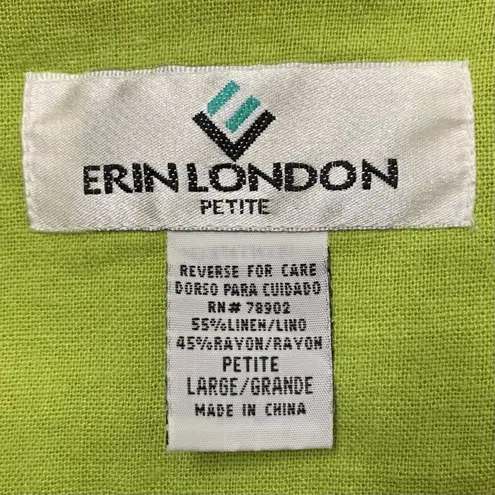 ERIN LONDON
PETITE
REVERSE FOR CARE
DORSO PARA CUIDADO
RN# 78902
55%LINEN/LINO
45%RAYON/RAYON
PETITE
LARGE/GRANDE
MADE IN CHINA